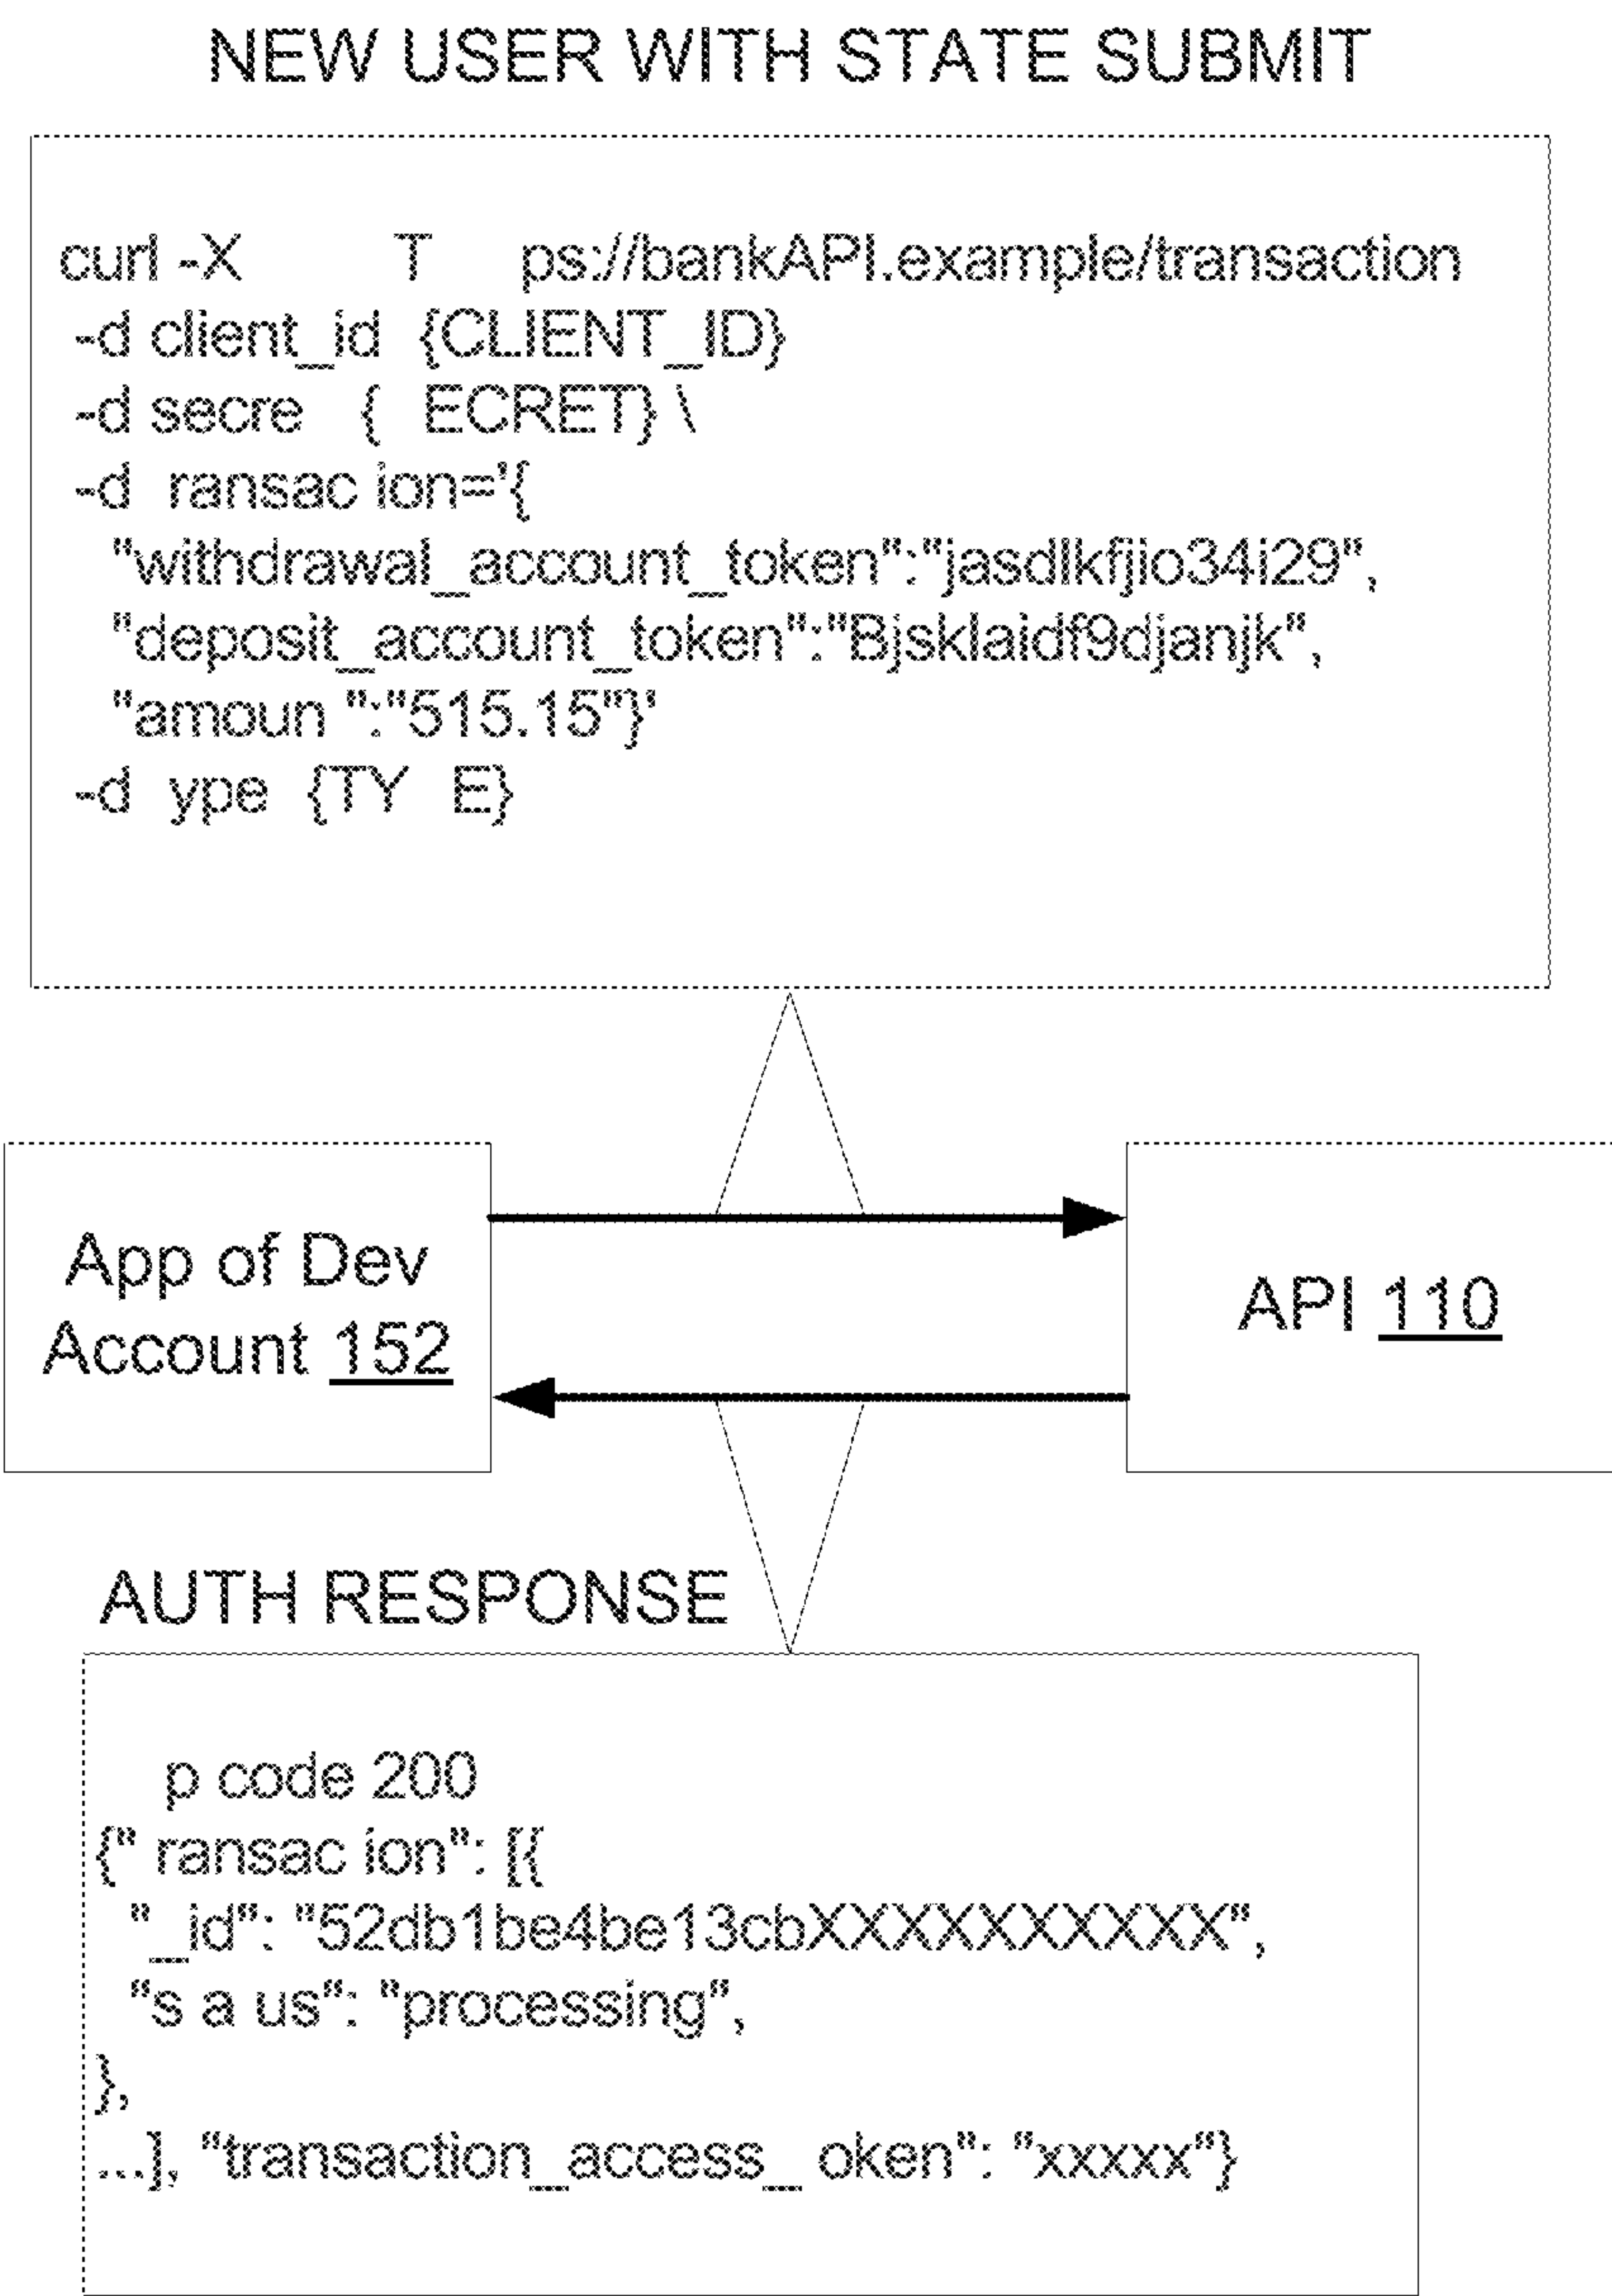 NEW USER WITH STATE SUBMIT
curl -X T ps://bankAPI.example/transaction
-d client_id {CLIENT_ID}
-d secre { ECRET} \
-d ransac ion='{
"withdrawal_account_token":"jasdlkfjio34i29",
"deposit_account_token":"Bjsklaidf9djanjk",
"amoun ":"515.15"}'
-d ype {TY E}
App of Dev
Account 152
API 110
AUTH RESPONSE
p code 200
{" ransac ion": [{
"_id": "52db1be4be13cbXXXXXXXXXX",
"s a us": "processing",
},
...], "transaction_access_ oken": "xxxxx"}